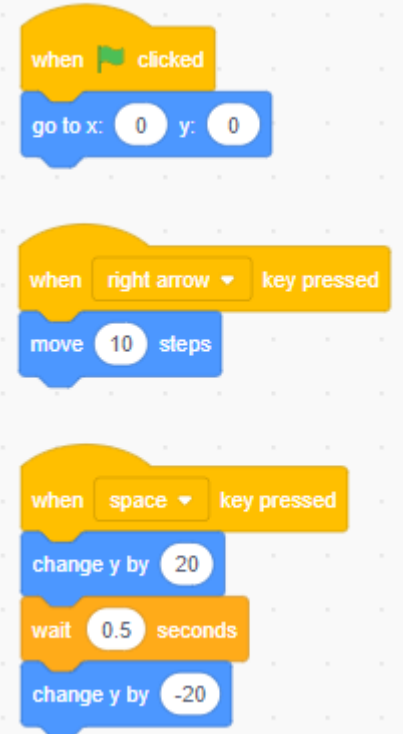 when clicked
go to x: 0 y: 0
when right arrow key pressed
move 10 steps
when space key pressed
change y by 20
wait 0.5 seconds
change y by -20